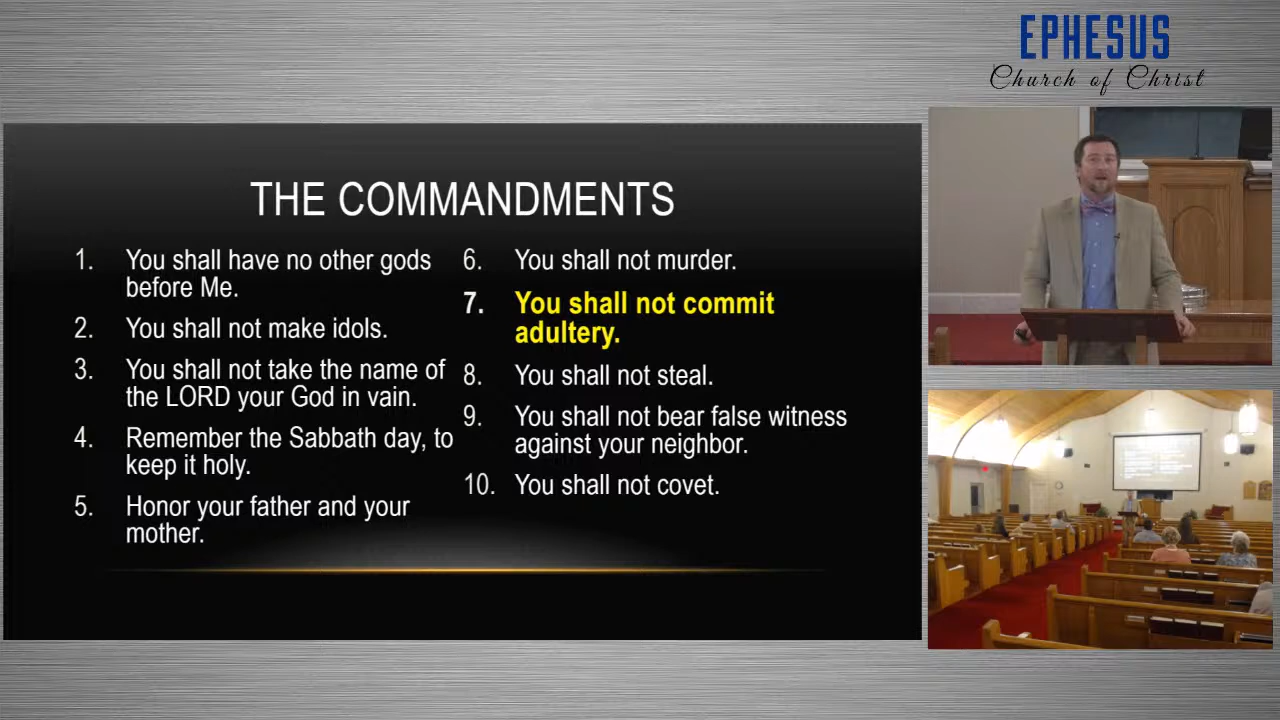 EPHESUS
Church of Christ
THE COMMANDMENTS
1. You shall have no other gods
before Me.
2. You shall not make idols.
3. You shall not take the name of
the LORD your God in vain.
4. Remember the Sabbath day, to
keep it holy.
5. Honor your father and your
mother.
6. You shall not murder.
7. You shall not commit
adultery.
8. You shall not steal.
9. You shall not bear false witness
against your neighbor.
10. You shall not covet.